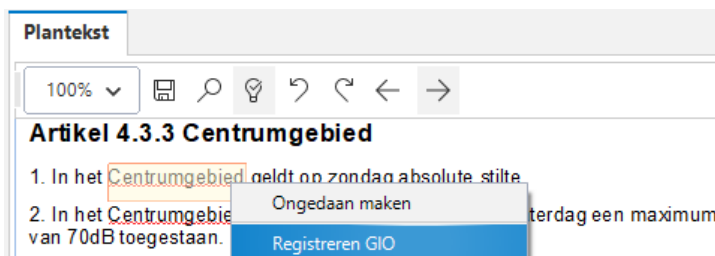 Plantekst
100%
Artikel 4.3.3 Centrumgebied
1. In het Centrumgebied geldt op zondag absolute stilte
Ongedaan maken
2. In het Centrumgebie terdag een maximum
van 70dB toegestaan.
Registreren GIO